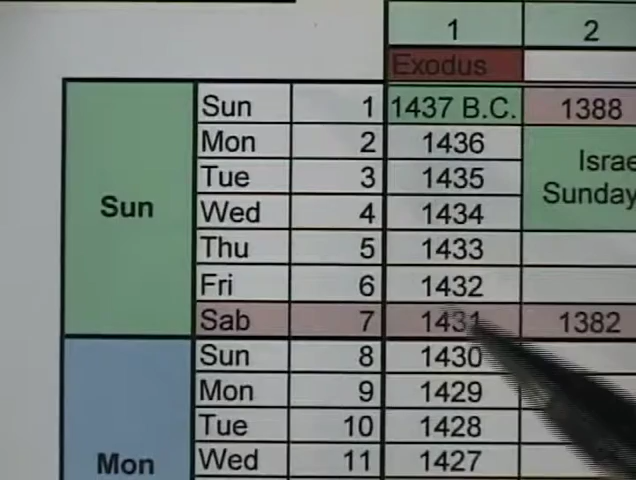 1 2
Exodus
Sun 1 1437 B.C. 1388
Mon 2 1436
Tue 3 1435
Wed 4 1434
Sunday
Sun
Thu 5 1433
Fri 6 1432
Sab 7 1431 1382
Sun 8 1430
Mon 9 1429
Tue 10 1428
Wed 11 1427
Mon